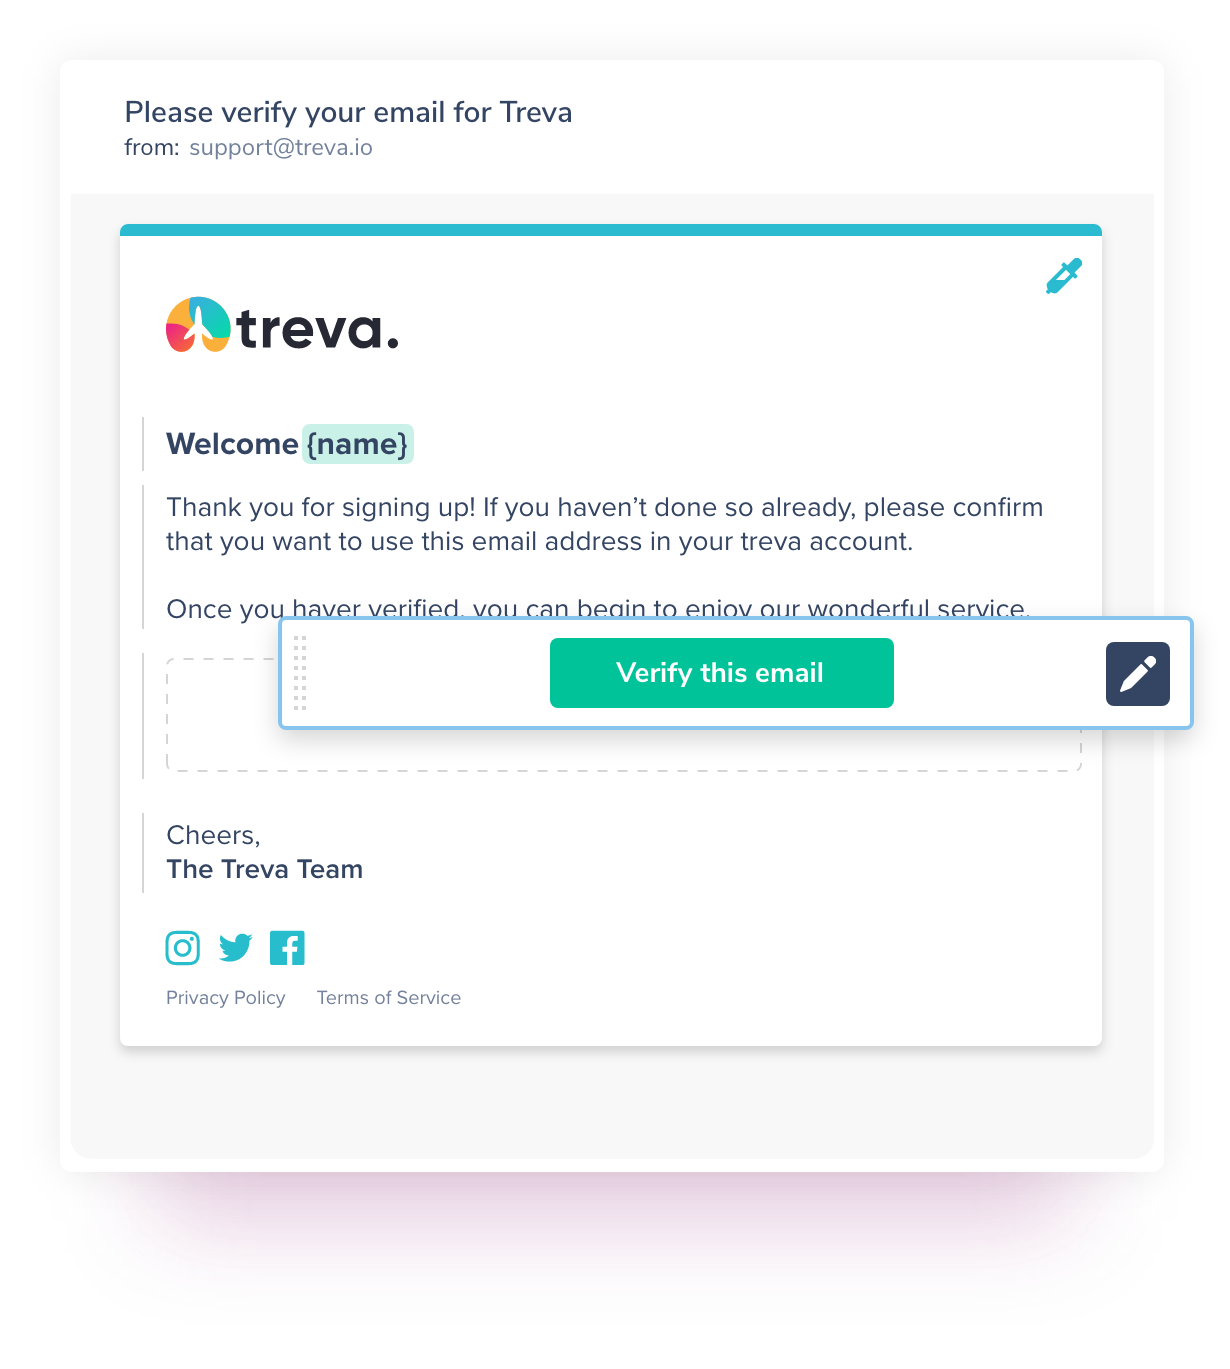 Please verify your email for Treva
from: support@treva.io
treva.
Welcome {name}
Thank you for signing up! If you haven’t done so already, please confirm
that you want to use this email address in your treva account.
Once you haver verified, you can begin to enjoy our wonderful service.
Verify this email
Cheers,
The Treva Team
Privacy Policy Terms of Service